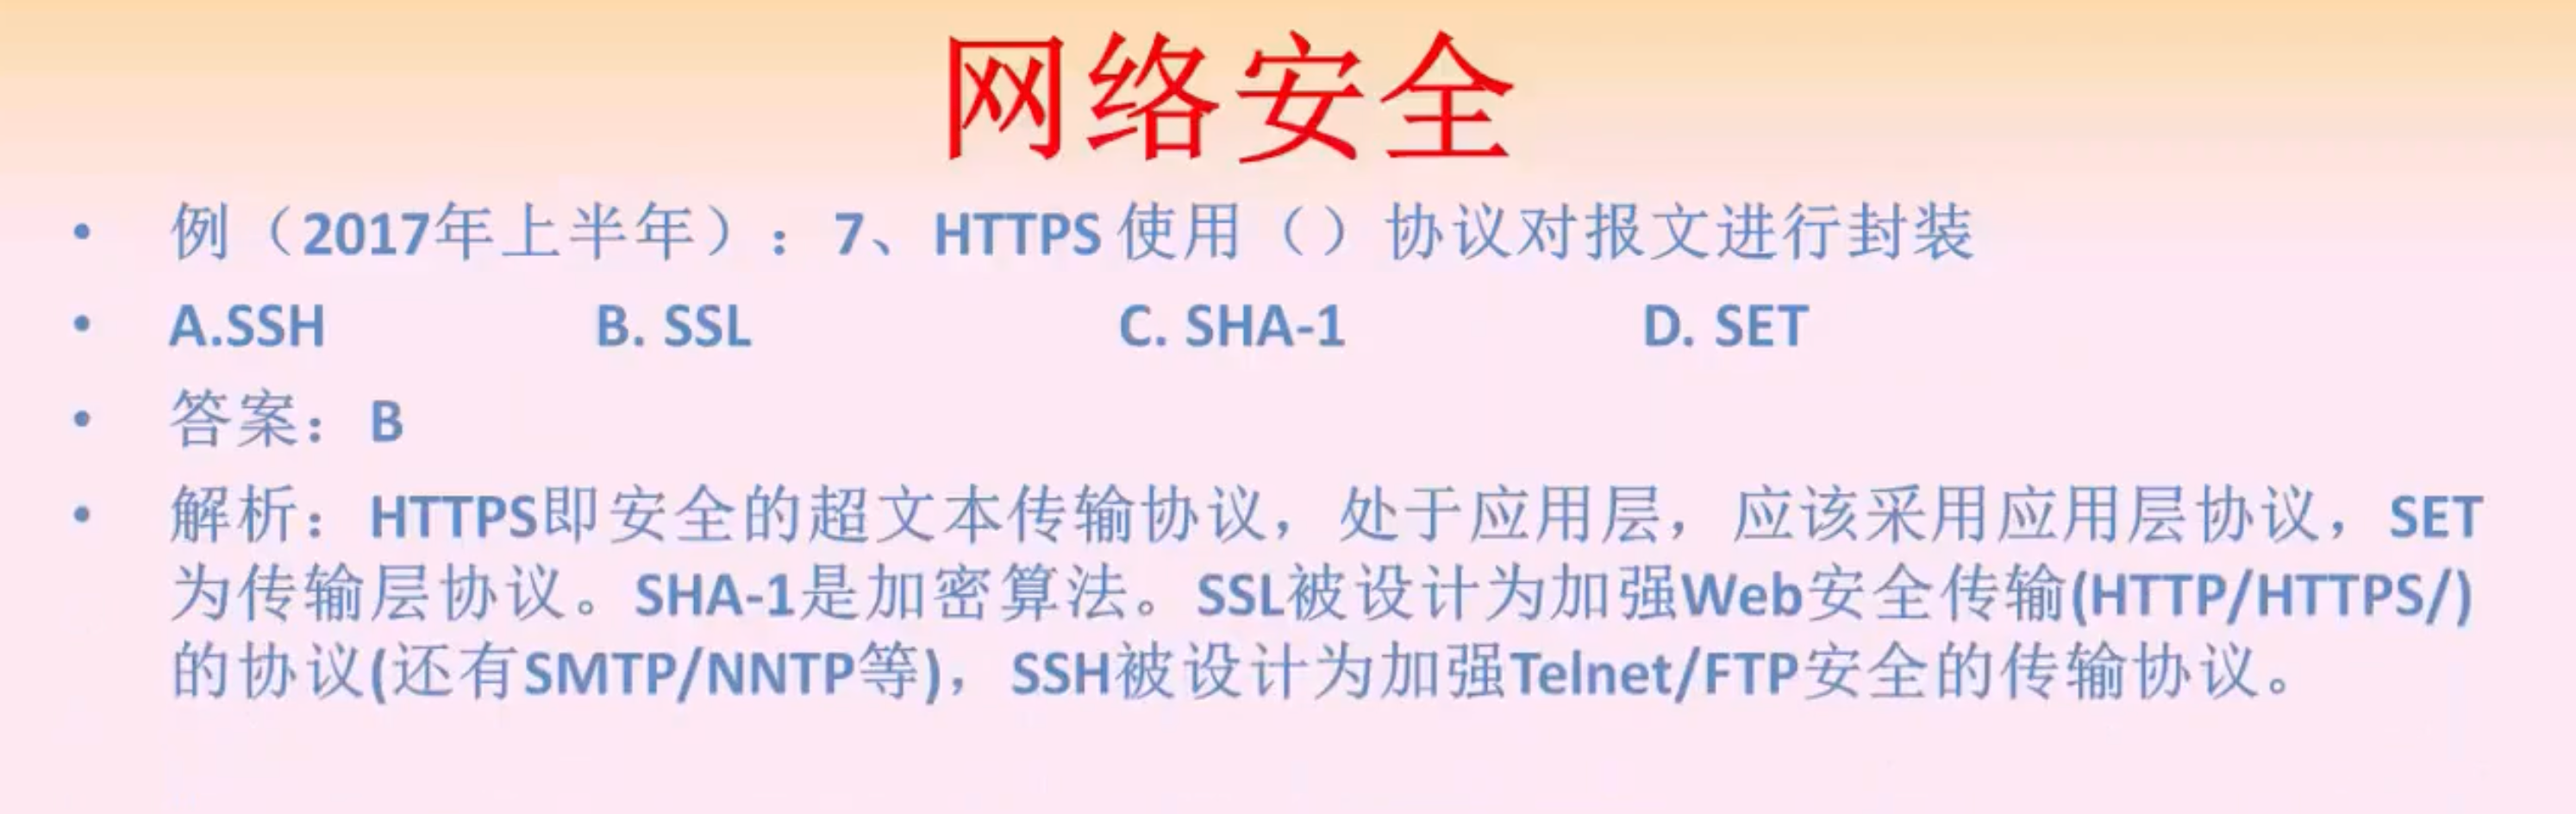 网络安全
• 例（2017年上半年）：7、HTTPS 使用（）协议对报文进行封装
• A.SSH B. SSL C. SHA-1 D. SET
• 答案：B
• 解析：HTTPS即安全的超文本传输协议，处于应用层，应该采用应用层协议，SET
为传输层协议。SHA-1是加密算法。SSL被设计为加强Web安全传输(HTTP/HTTPS/)
的协议(还有SMTP/NNTP等)，SSH被设计为加强Telnet/FTP安全的传输协议。